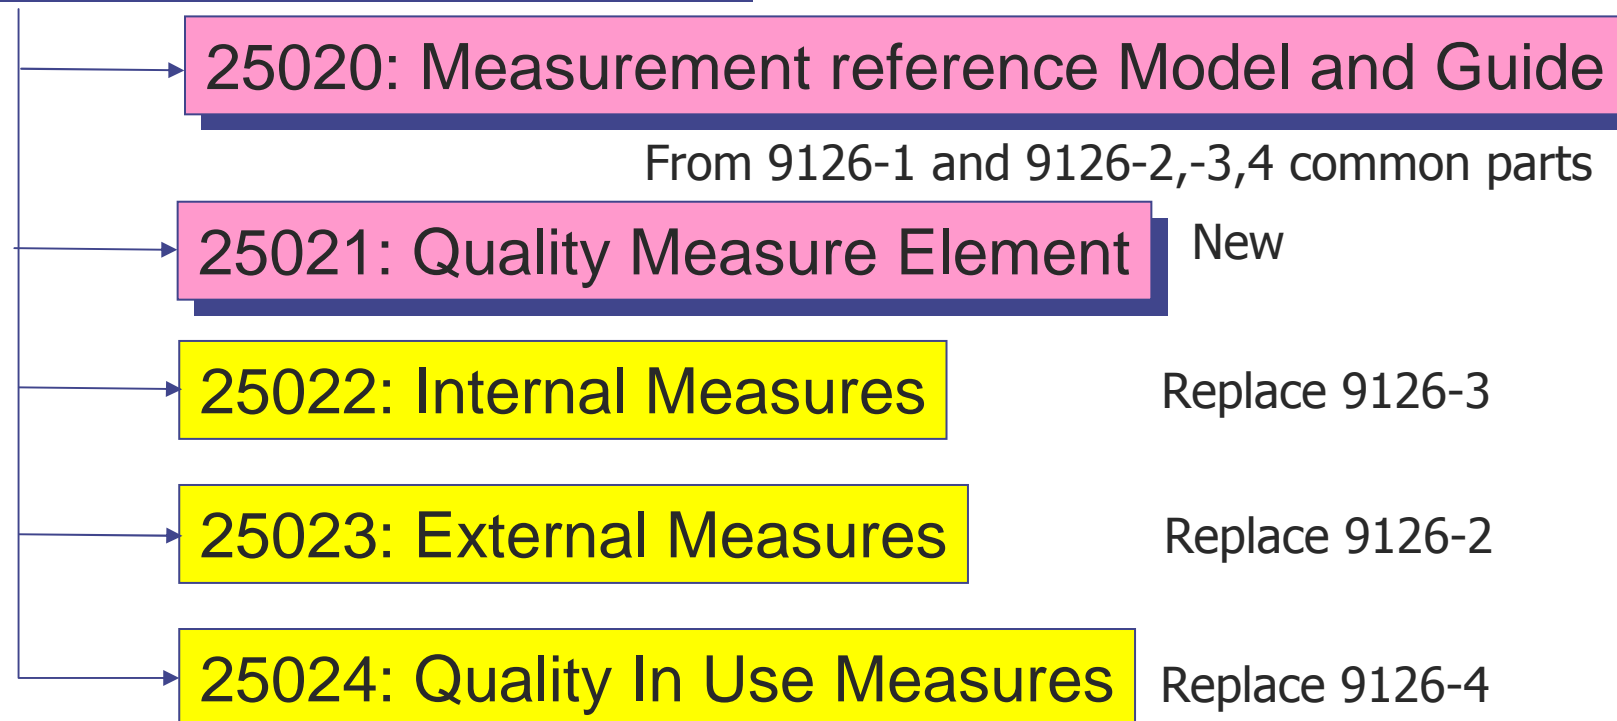 25020: Measurement reference Model and Guide
From 9126-1 and 9126-2,-3,4 common parts
25021: Quality Measure Element
New
25022: Internal Measures
Replace 9126-3
25023: External Measures
Replace 9126-2
25024: Quality In Use Measures
Replace 9126-4